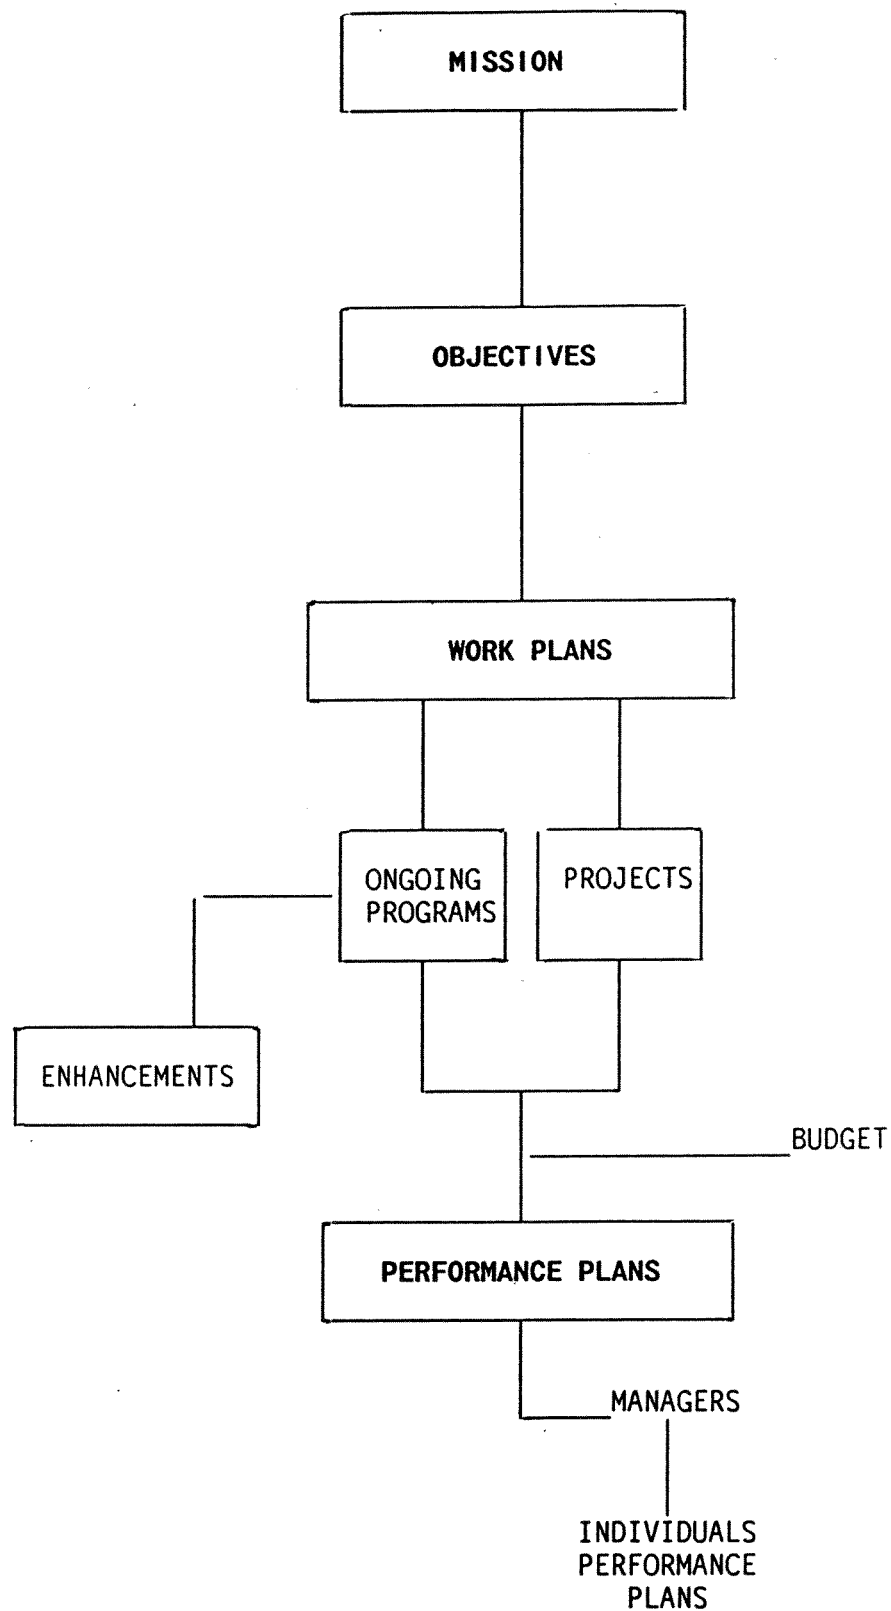 MISSION
OBJECTIVES
WORK PLANS
ONGOING
PROGRAMS
PROJECTS
ENHANCEMENTS
BUDGET
PERFORMANCE PLANS
MANAGERS
INDIVIDUALS
PERFORMANCE
PLANS